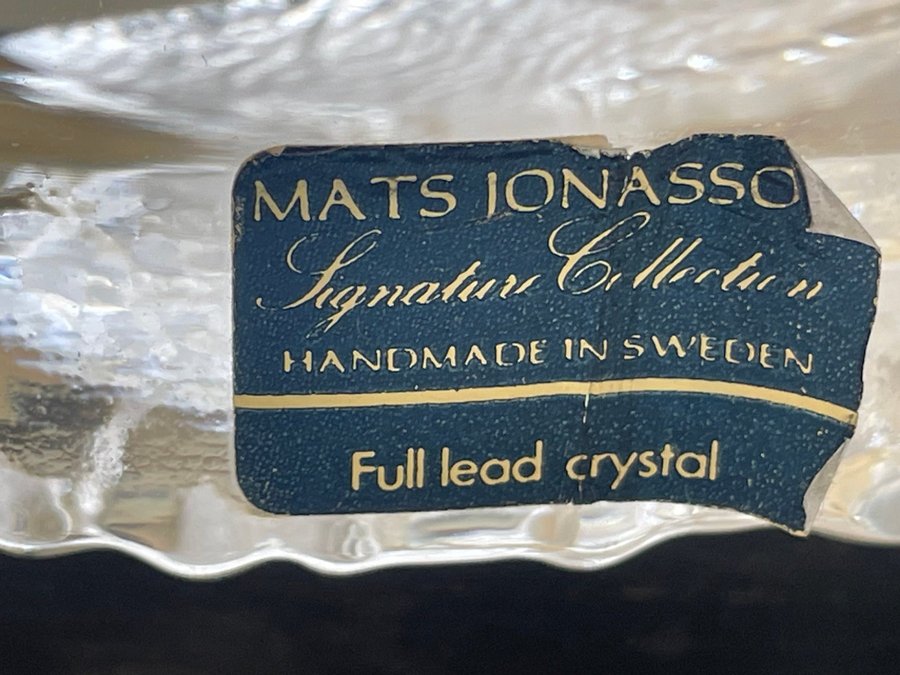 MATS JONASSO
Signature Collection
HANDMADE IN SWEDEN
Full lead crystal